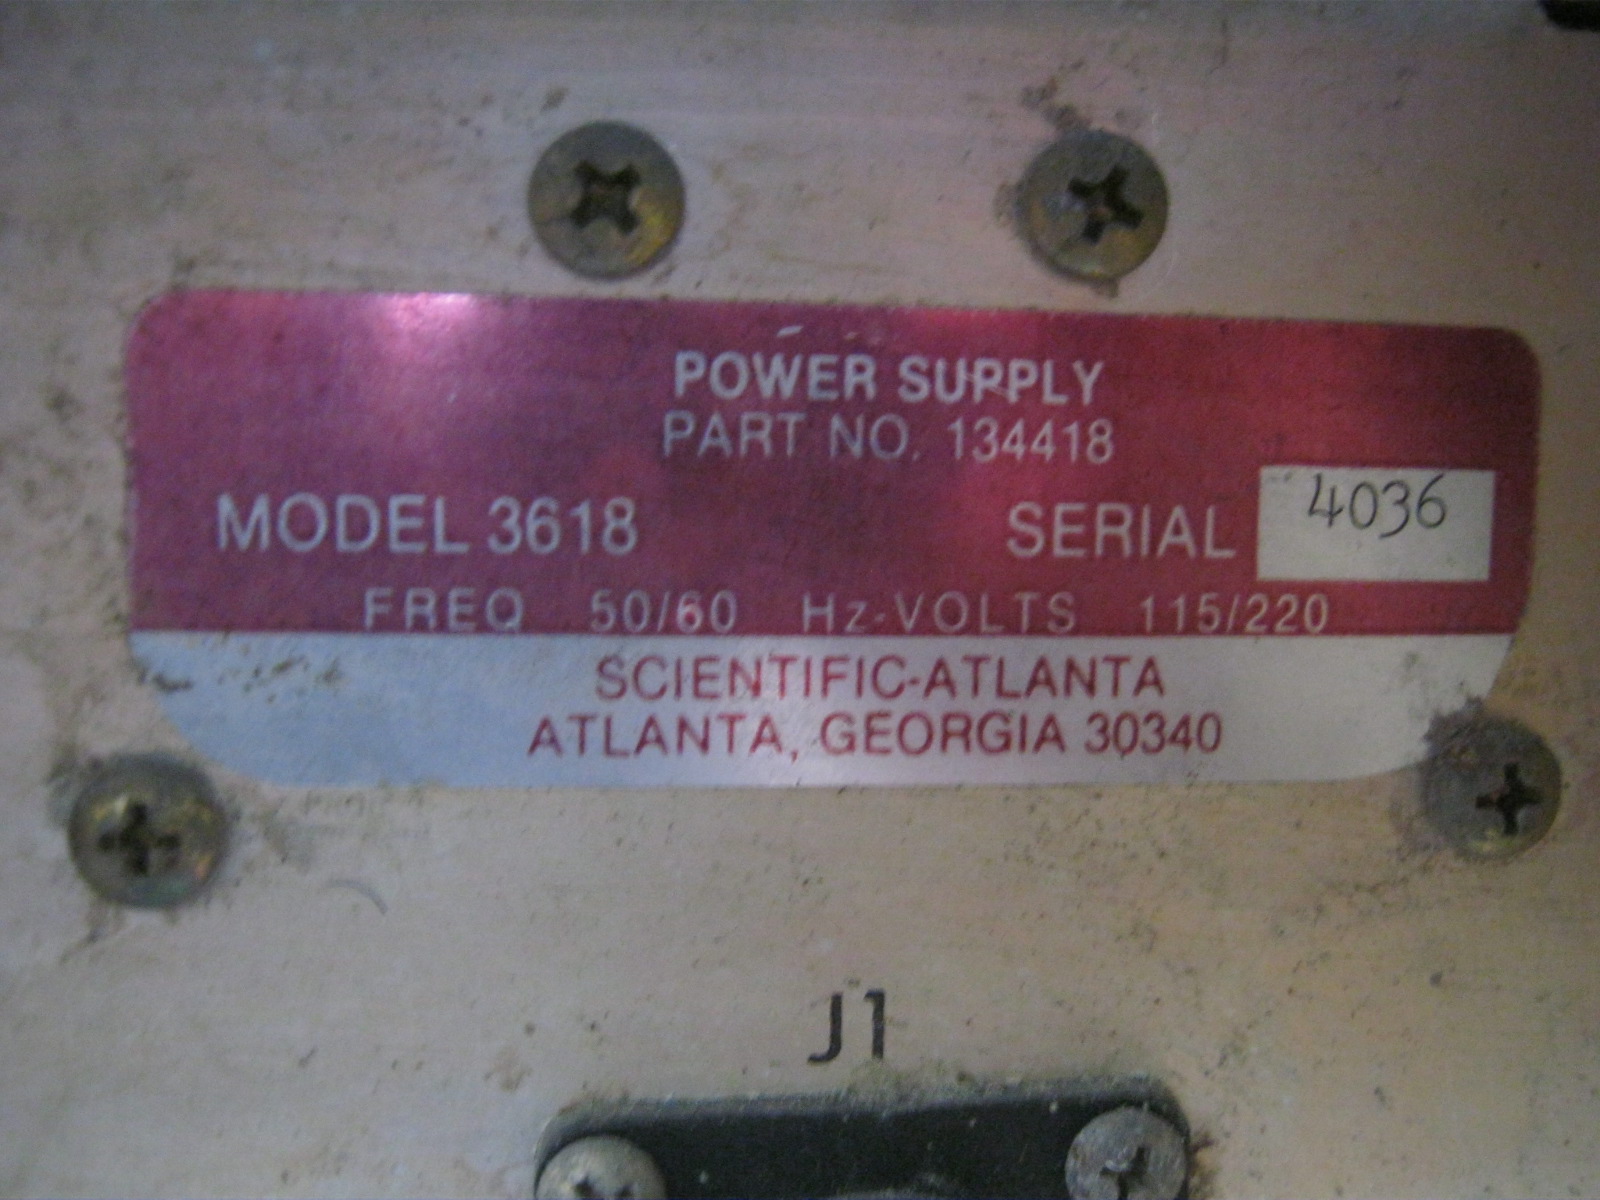 POWER SUPPLY
PART NO. 134418
MODEL 3618 SERIAL 4036
FREQ 50/60 Hz-VOLTS 115/220
SCIENTIFIC-ATLANTA
ATLANTA, GEORGIA 30340
J1